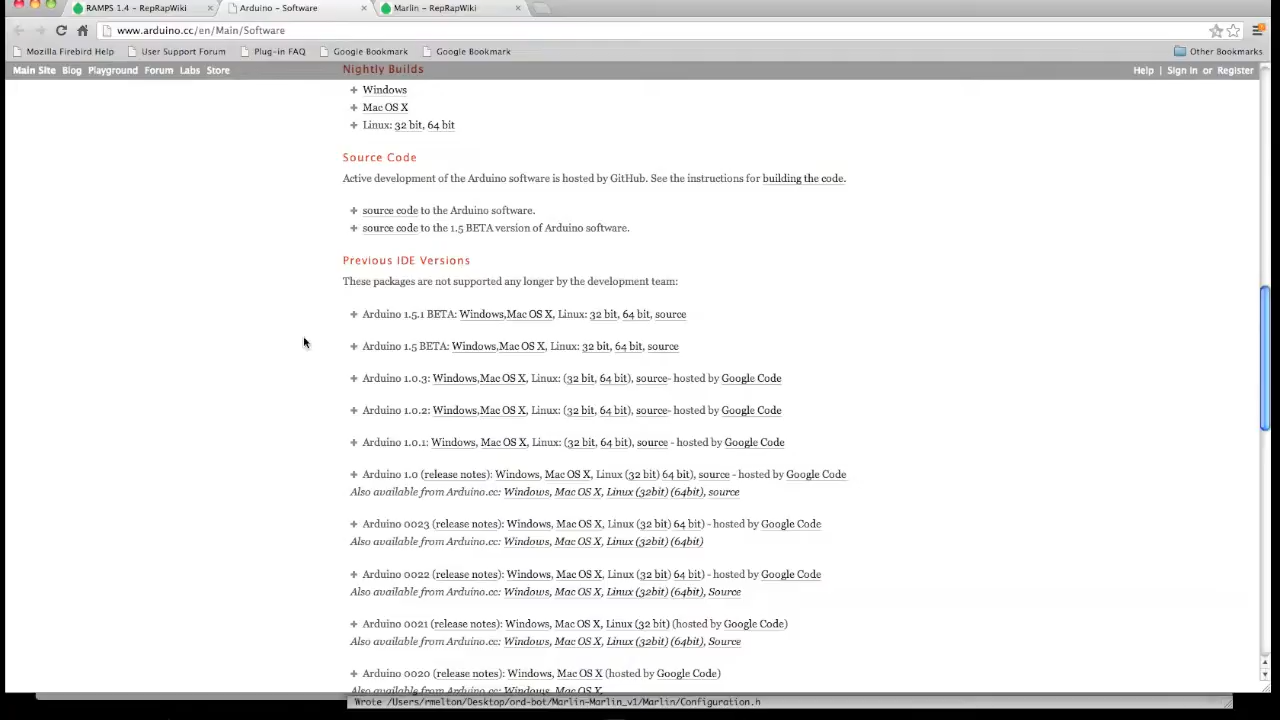 RAMPS 1.4 - RepRapWiki
Arduino - Software
Marlin - RepRapWiki
www.arduino.cc/en/Main/Software
Mozilla Firebird Help User Support Forum Plug-in FAQ Google Bookmark Google Bookmark Other Bookmarks
Main Site Blog Playground Forum Labs Store Help | Sign in or Register
Nightly Builds
Windows
Mac OS X
Linux: 32 bit, 64 bit
Source Code
Active development of the Arduino software is hosted by GitHub. See the instructions for building the code.
source code to the Arduino software.
source code to the 1.5 BETA version of Arduino software.
Previous IDE Versions
These packages are not supported any longer by the development team:
Arduino 1.5.1 BETA: Windows,Mac OS X, Linux: 32 bit, 64 bit, source
Arduino 1.5 BETA: Windows,Mac OS X, Linux: 32 bit, 64 bit, source
Arduino 1.0.3: Windows,Mac OS X, Linux: (32 bit, 64 bit), source- hosted by Google Code
Arduino 1.0.2: Windows,Mac OS X, Linux: (32 bit, 64 bit), source- hosted by Google Code
Arduino 1.0.1: Windows, Mac OS X, Linux: (32 bit, 64 bit), source - hosted by Google Code
Arduino 1.0 (release notes): Windows, Mac OS X, Linux (32 bit) 64 bit), source - hosted by Google Code
Also available from Arduino.cc: Windows, Mac OS X, Linux (32bit) (64bit), source
Arduino 0023 (release notes): Windows, Mac OS X, Linux (32 bit) 64 bit) - hosted by Google Code
Also available from Arduino.cc: Windows, Mac OS X, Linux (32bit) (64bit)
Arduino 0022 (release notes): Windows, Mac OS X, Linux (32 bit) 64 bit) - hosted by Google Code
Also available from Arduino.cc: Windows, Mac OS X, Linux (32bit) (64bit), Source
Arduino 0021 (release notes): Windows, Mac OS X, Linux (32 bit) (hosted by Google Code)
Also available from Arduino.cc: Windows, Mac OS X, Linux (32bit) (64bit), Source
Arduino 0020 (release notes): Windows, Mac OS X (hosted by Google Code)
Also available from Arduino.cc: Windows, Mac OS X,
Wrote /Users/rmelton/Desktop/ord-bot/Marlin-Marlin_v1/Marlin/Configuration.h